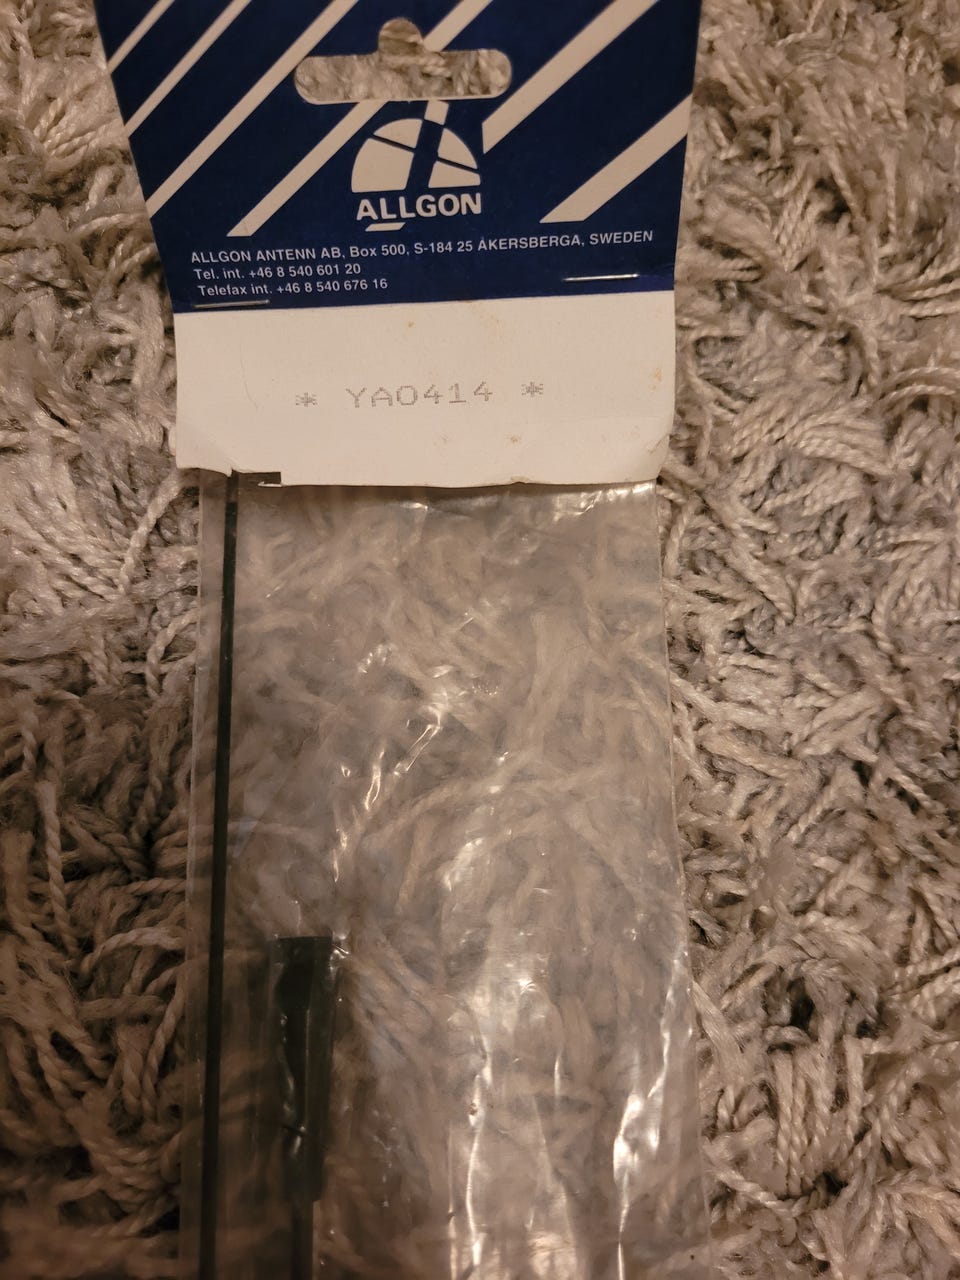 ALLGON
ALLGON ANTENN AB, Box 500, S-184 25 ÅKERSBERGA, SWEDEN
Tel. int. +46 8 540 601 20
Telefax int. +46 8 540 676 16
* YA0414 *